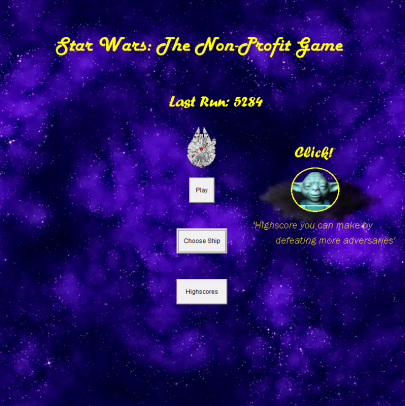 Star Wars: The Non-Profit Game
Last Run: 5284
Click!
Play
'Highscore you can make by
Choose Ship
defeating more adversaries'
Highscores